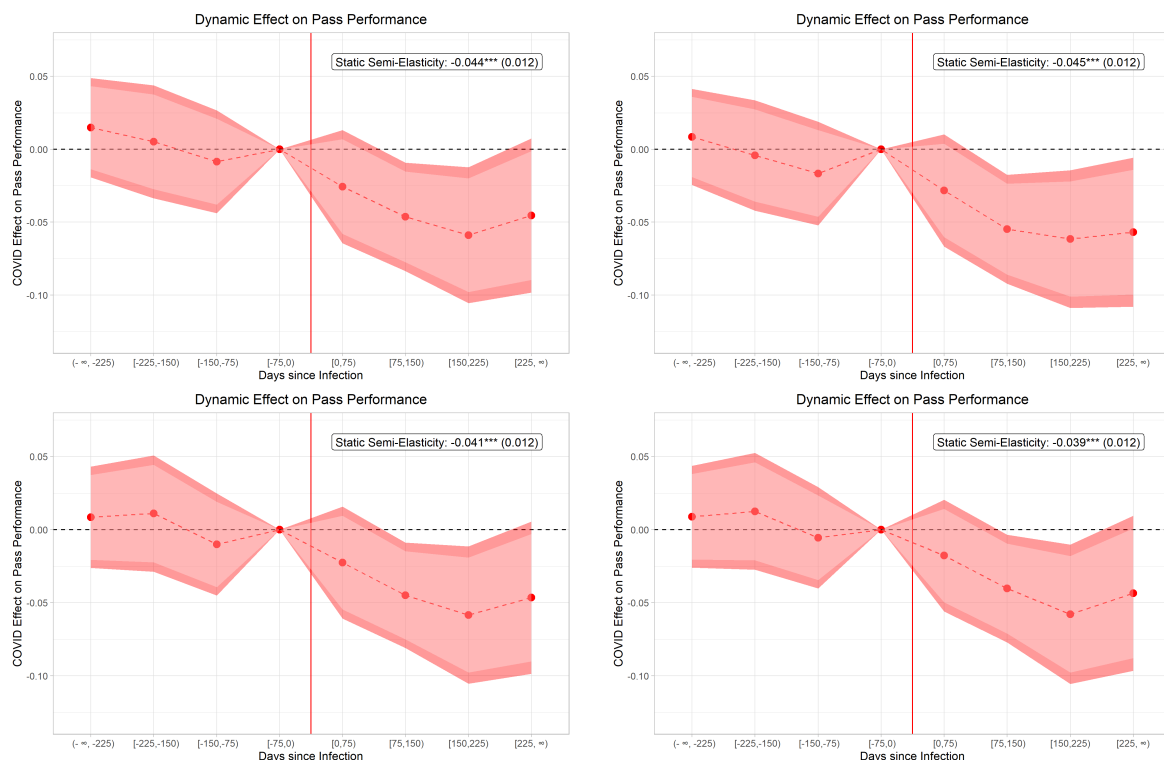 Dynamic Effect on Pass Performance
Static Semi-Elasticity: -0.044*** (0.012)
COVID Effect on Pass Performance
0.05
0.00
-0.05
-0.10
(- ∞, -225) [-225,-150) [-150,-75) [-75,0) [0,75) [75,150) [150,225) [225, ∞)
Days since Infection
Dynamic Effect on Pass Performance
Static Semi-Elasticity: -0.045*** (0.012)
COVID Effect on Pass Performance
0.05
0.00
-0.05
-0.10
(- ∞, -225) [-225,-150) [-150,-75) [-75,0) [0,75) [75,150) [150,225) [225, ∞)
Days since Infection
Dynamic Effect on Pass Performance
Static Semi-Elasticity: -0.041*** (0.012)
COVID Effect on Pass Performance
0.05
0.00
-0.05
-0.10
(- ∞, -225) [-225,-150) [-150,-75) [-75,0) [0,75) [75,150) [150,225) [225, ∞)
Days since Infection
Dynamic Effect on Pass Performance
Static Semi-Elasticity: -0.039*** (0.012)
COVID Effect on Pass Performance
0.05
0.00
-0.05
-0.10
(- ∞, -225) [-225,-150) [-150,-75) [-75,0) [0,75) [75,150) [150,225) [225, ∞)
Days since Infection